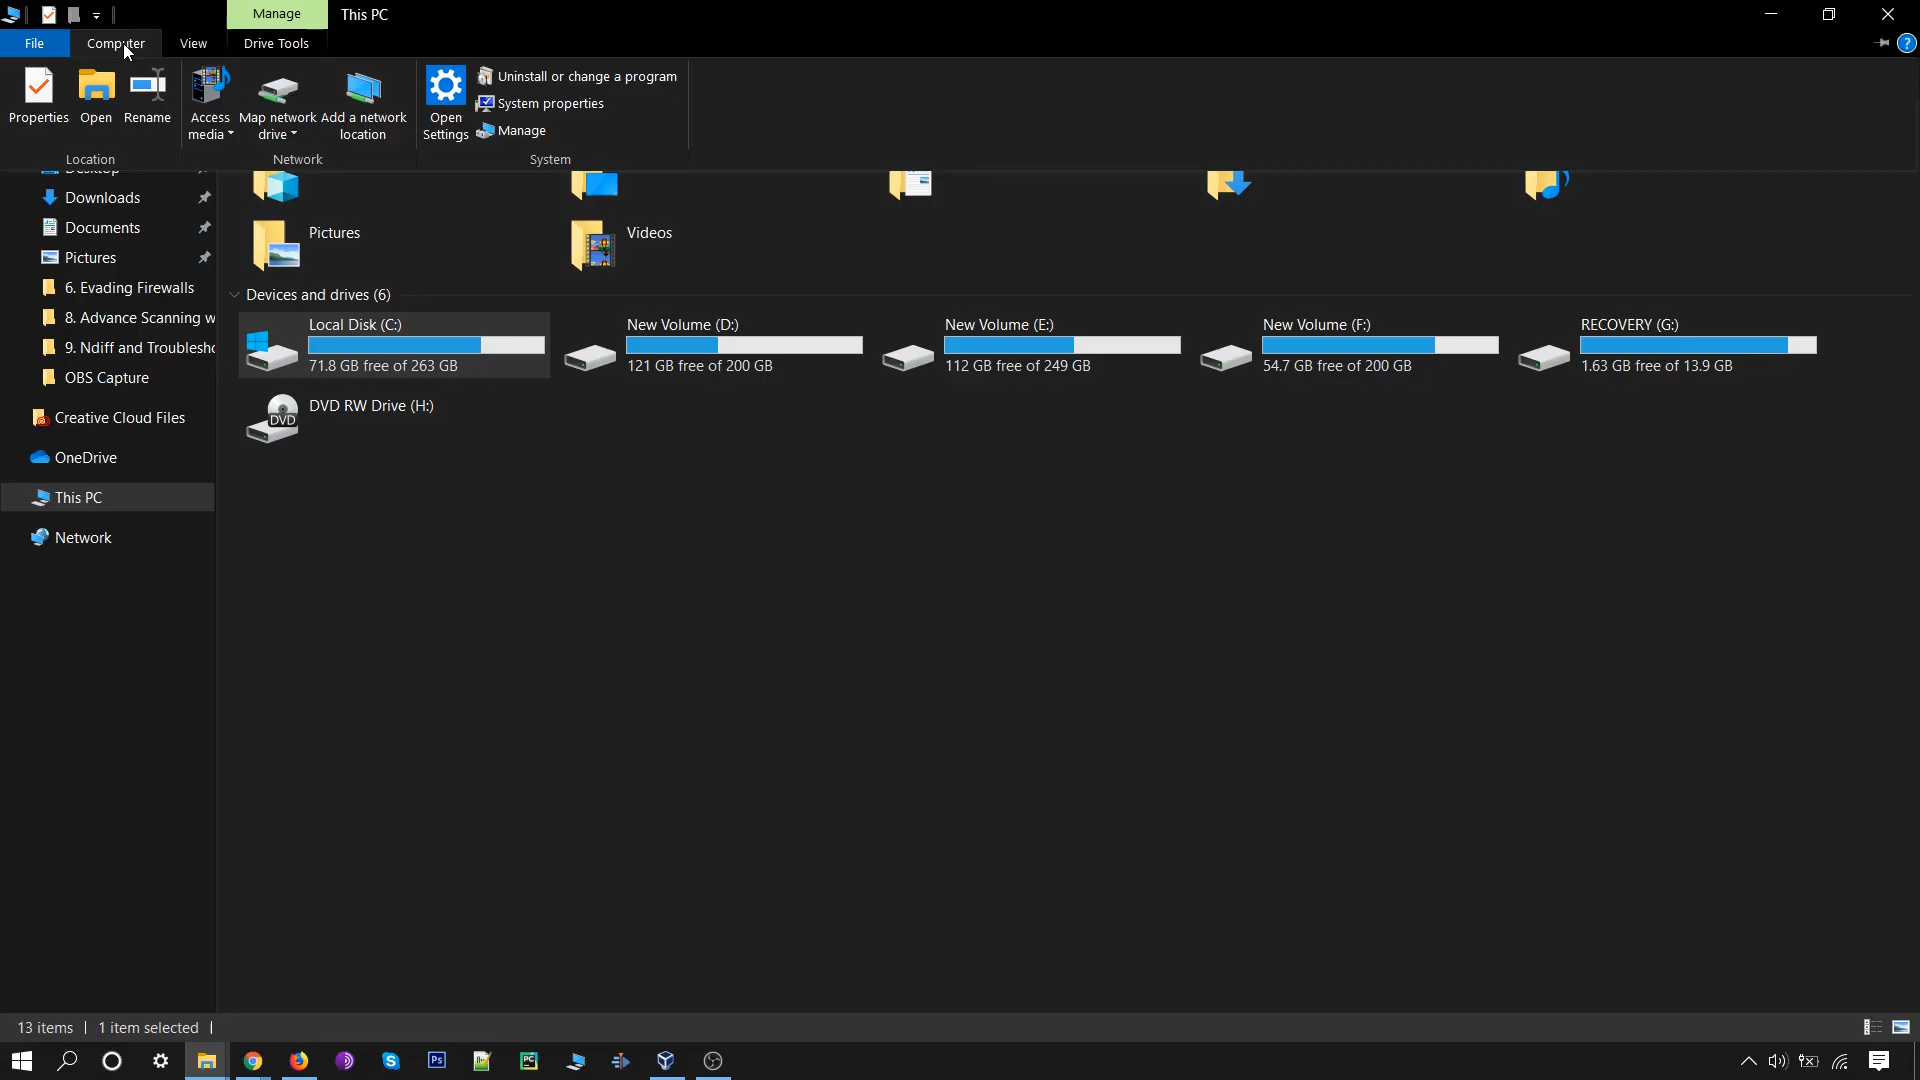 Manage
This PC
File
Computer
View
Drive Tools
Properties
Open
Rename
Access media
Map network drive
Add a network location
Open Settings
Uninstall or change a program
System properties
Manage
Location
Network
System
Desktop
Downloads
Documents
Pictures
6. Evading Firewalls
8. Advance Scanning w
9. Ndiff and Troublesho
OBS Capture
Creative Cloud Files
OneDrive
This PC
Network
Pictures
Videos
Devices and drives (6)
Local Disk (C:)
71.8 GB free of 263 GB
New Volume (D:)
121 GB free of 200 GB
New Volume (E:)
112 GB free of 249 GB
New Volume (F:)
54.7 GB free of 200 GB
RECOVERY (G:)
1.63 GB free of 13.9 GB
DVD
DVD RW Drive (H:)
13 items
1 item selected
Ps
PC